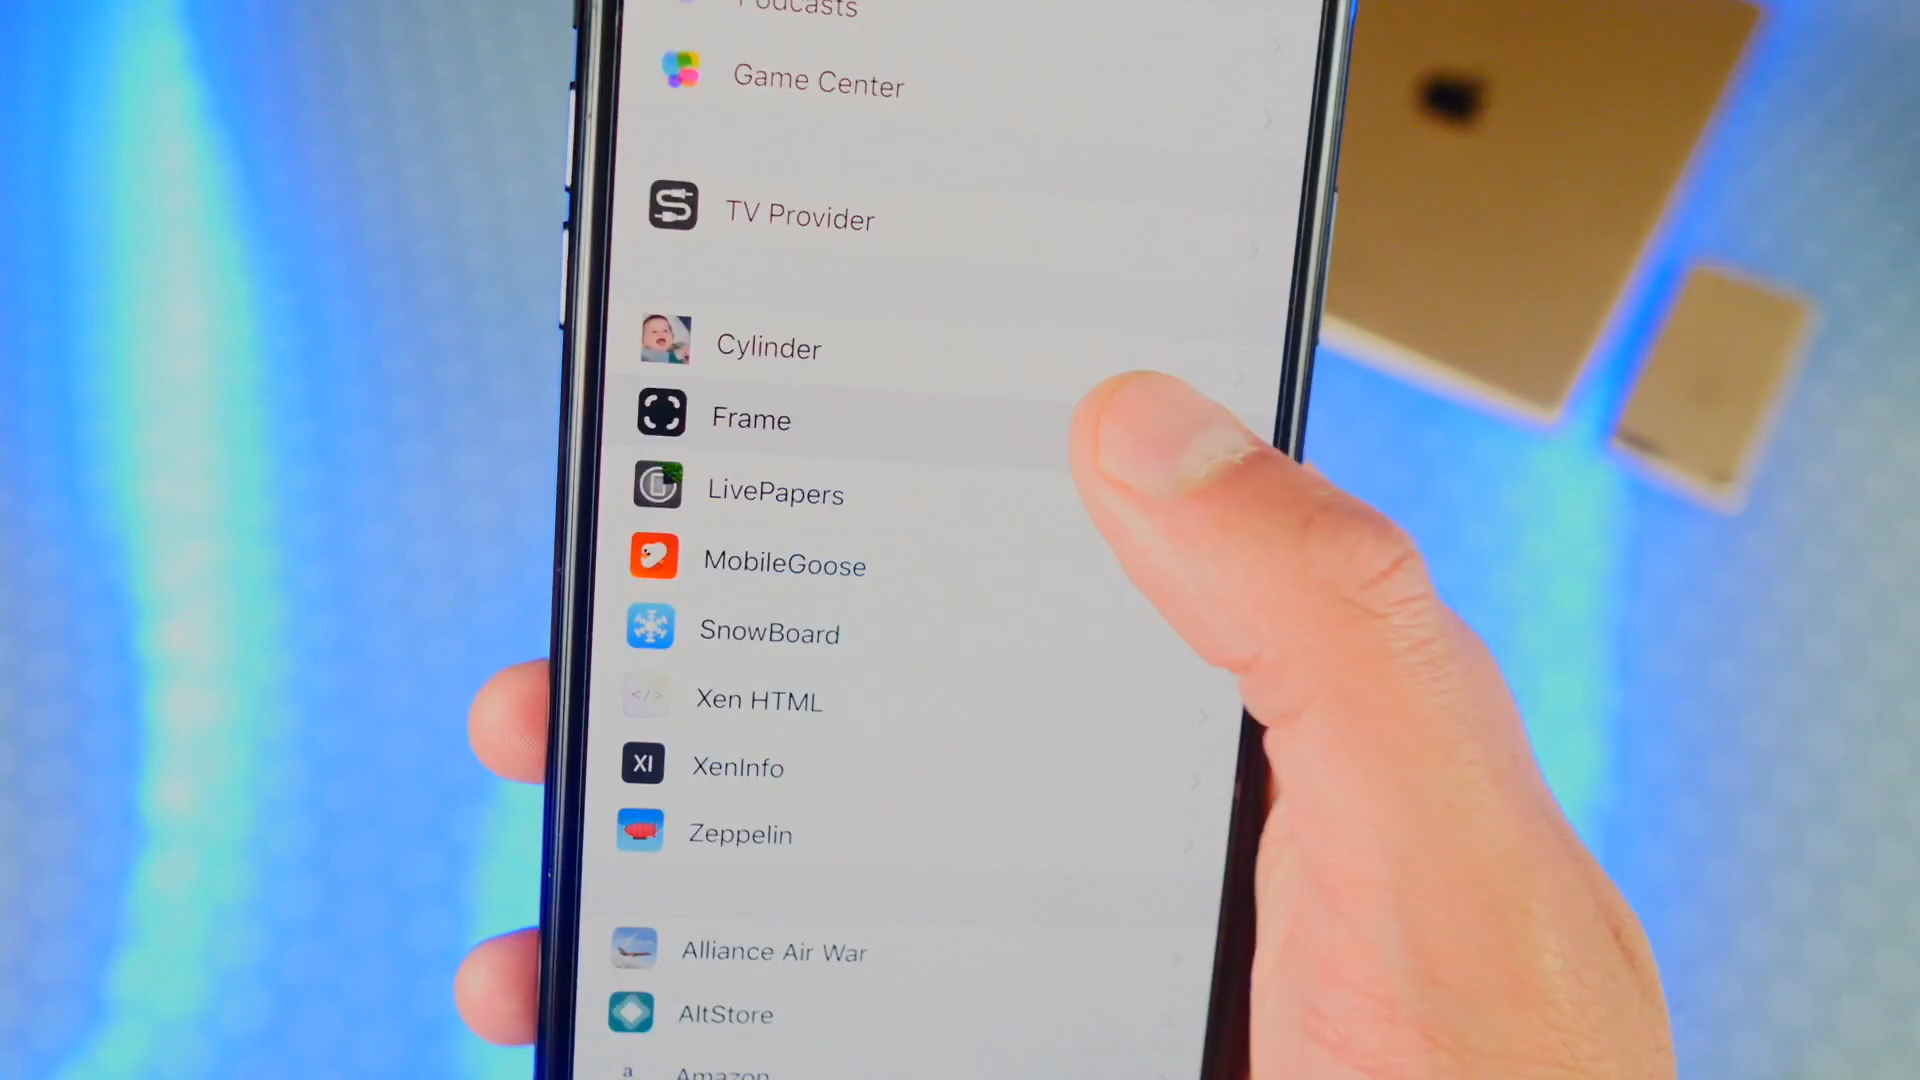 Podcasts
Game Center
TV Provider
Cylinder
Frame
LivePapers
MobileGoose
SnowBoard
</>
Xen HTML
XI
XenInfo
Zeppelin
Alliance Air War
AltStore
a
Amazon